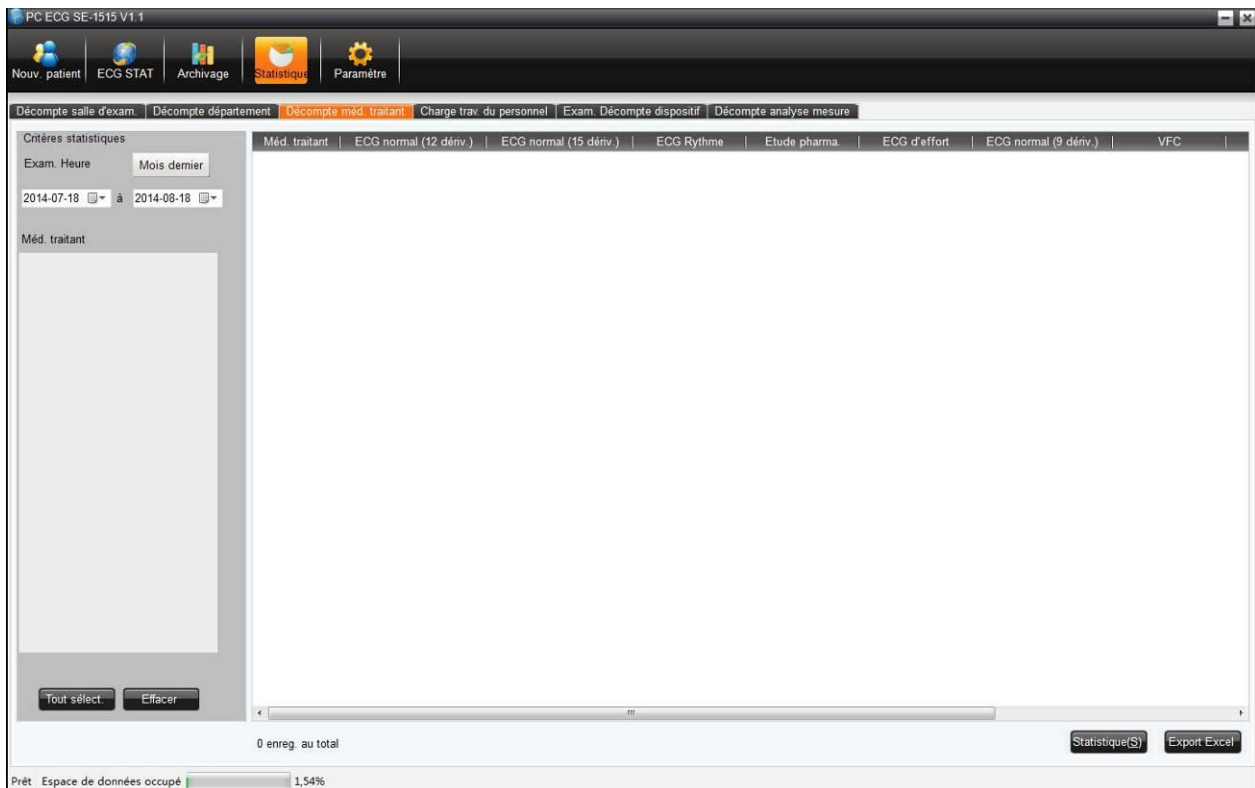 PC ECG SE-1515 V1.1
Nouv. patient ECG STAT Archivage Statistique Paramètre
Décompte salle d'exam. Décompte département Décompte méd. traitant Charge trav. du personnel Exam. Décompte dispositif Décompte analyse mesure
Critères statistiques
Méd. traitant ECG normal (12 dériv.) ECG normal (15 dériv.) ECG Rythme Etude pharma. ECG d'effort ECG normal (9 dériv.) VFC
Exam. Heure Mois dernier
2014-07-18 à 2014-08-18
Méd. traitant
Tout sélect. Effacer
0 enreg. au total Statistique(S) Export Excel
Prêt Espace de données occupé 1,54%